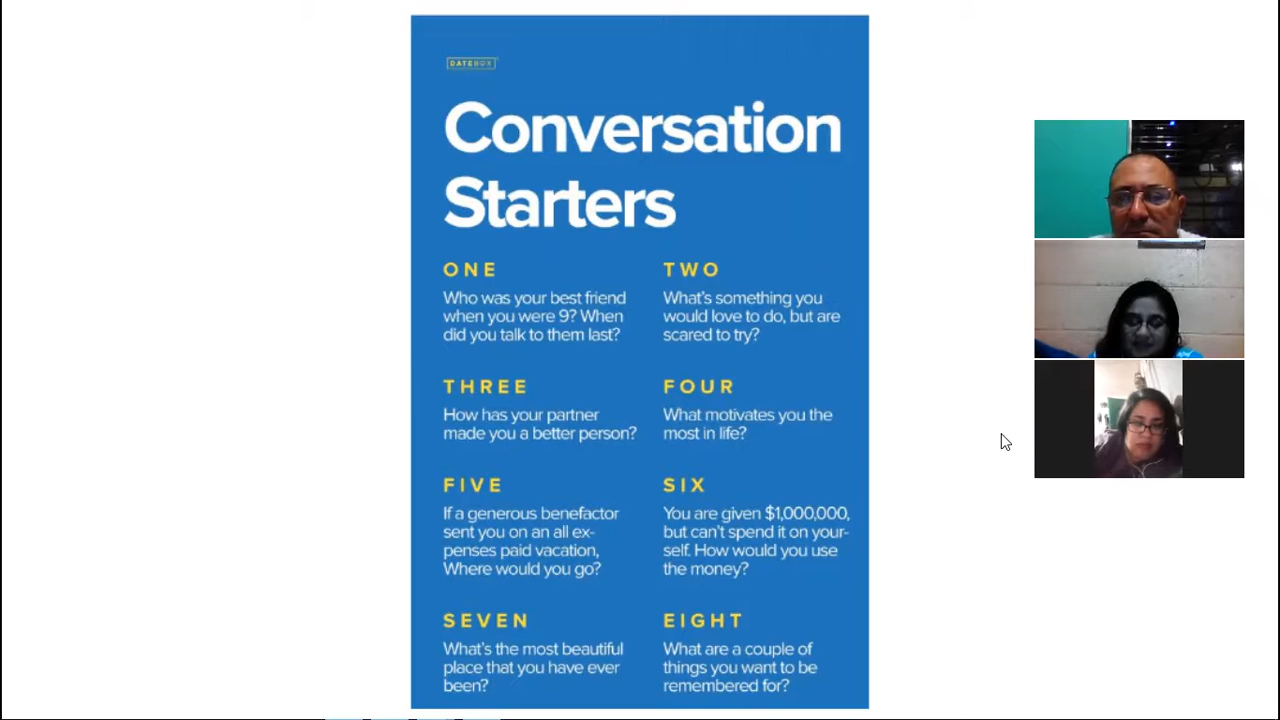 DATEBOX
Conversation
Starters
ONE
Who was your best friend
when you were 9? When
did you talk to them last?
TWO
What's something you
would love to do, but are
scared to try?
THREE
How has your partner
made you a better person?
FOUR
What motivates you the
most in life?
FIVE
If a generous benefactor
sent you on an all ex-
penses paid vacation,
Where would you go?
SIX
You are given $1,000,000,
but can't spend it on your-
self. How would you use
the money?
SEVEN
What's the most beautiful
place that you have ever
been?
EIGHT
What are a couple of
things you want to be
remembered for?